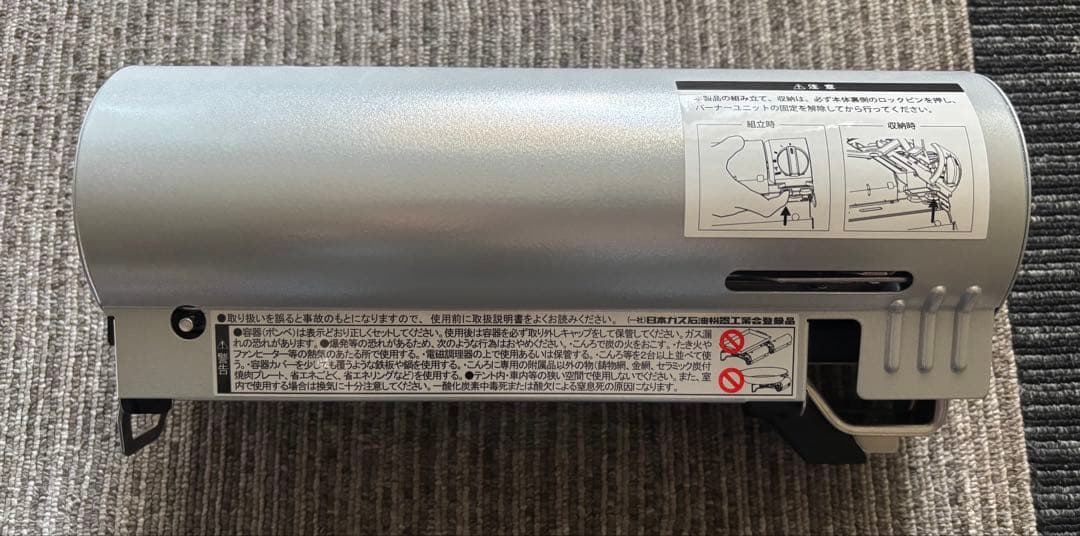 ⚠注意
本製品の組み立て、収納は、必ず本体裏側のロックピンを押し、
バーナーユニットの固定を解除してから行ってください。
組立時
収納時
●取り扱いを誤ると事故のもとになりますので、使用前に取扱説明書をよくお読みください。(一社)日本ガス石油機器工業会登録品
⚠警告
●容器(ボンベ)は表示どおり正しくセットしてください。使用後は容器を必ず取り外しキャップをして保管してください。ガス漏
れの恐れがあります。●爆発等の恐れがあるため、次のような行為はおやめください。・こんろで炭の火をおこす。・たき火や
ファンヒーター等の熱気のあたる所で使用する。・電磁調理器の上で使用あるいは保管する。・こんろ等を2台以上並べて使
う。・容器カバーを少しでも覆うような鉄板や鍋を使用する。・こんろに専用の付属品以外の物(鋳物網、金網、セラミック炭付
焼肉プレート、省エネごとく、省エネリングなど)を使用する。●テント内・車内等の狭い空間で使用しないでください。また、室
内で使用する場合は換気に十分注意してください。一酸化炭素中毒死または酸欠による窒息死の原因になります。